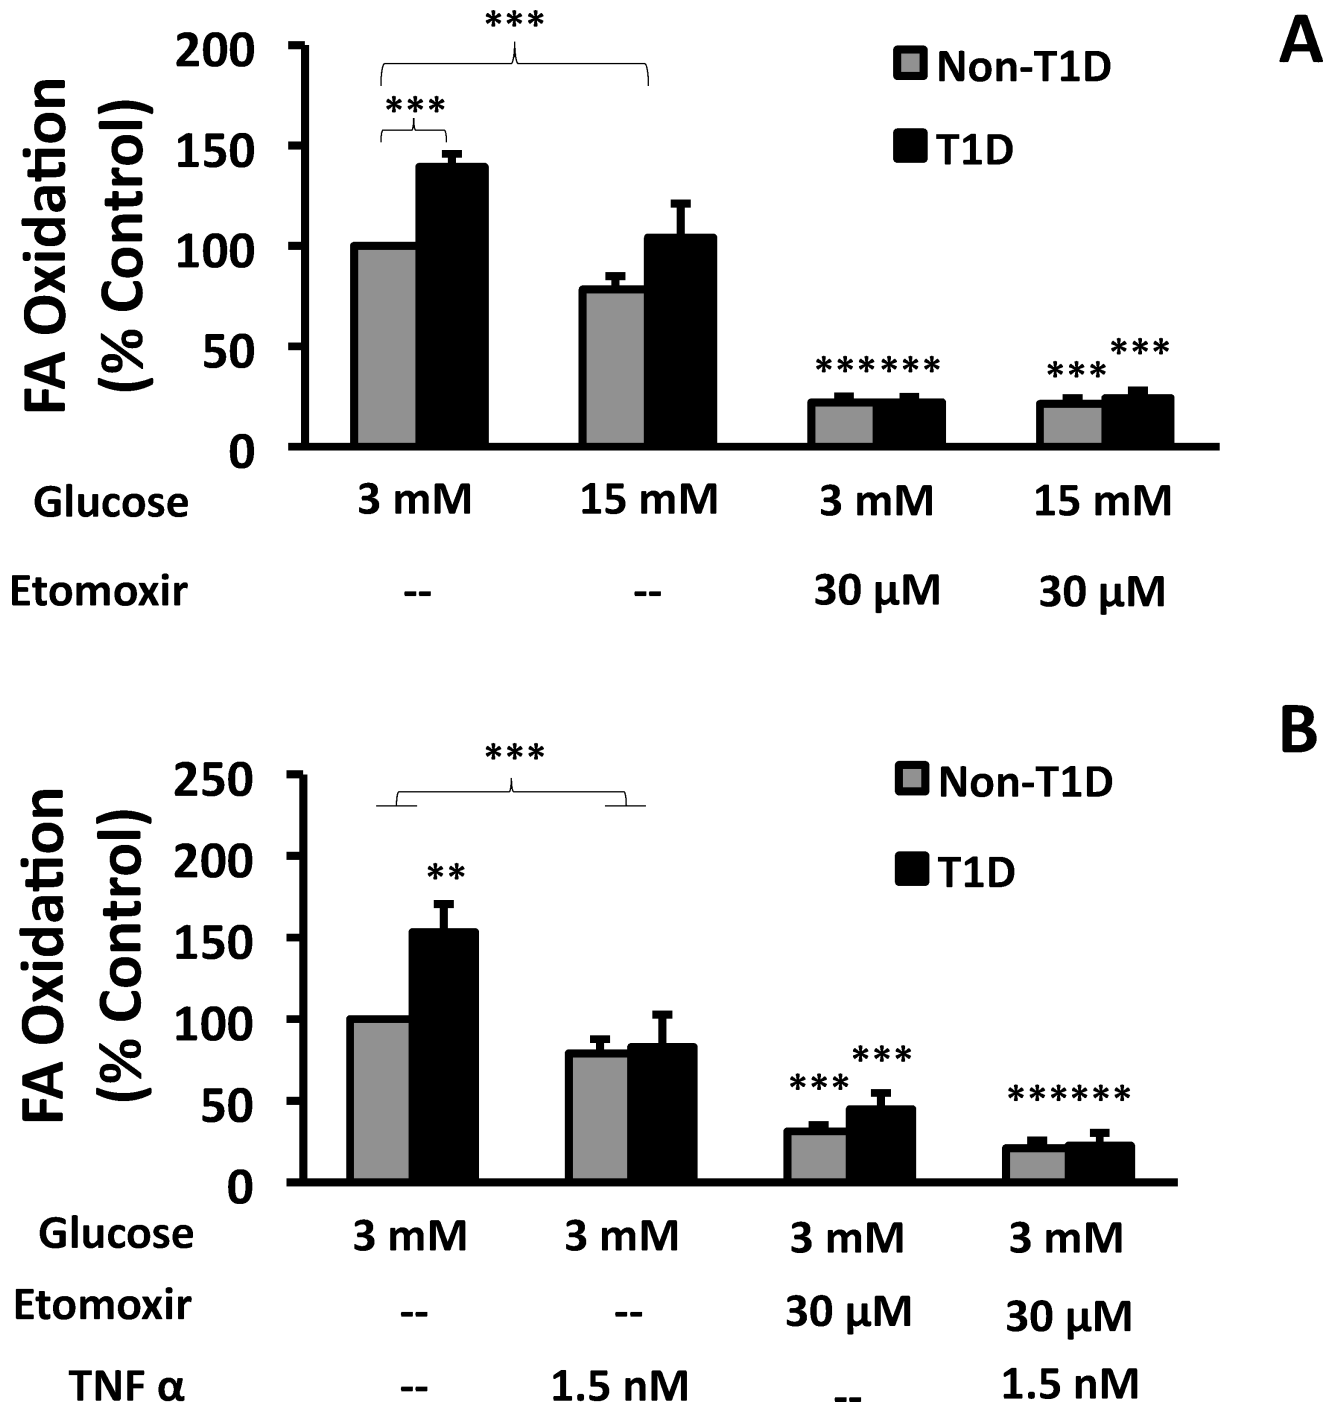 A
***
200
Non-T1D
***
150
T1D
FA Oxidation
(% Control)
100
50
******
***
***
0
Glucose 3 mM 15 mM 3 mM 15 mM
Etomoxir -- -- 30 µM 30 µM
B
***
250
Non-T1D
200
**
T1D
FA Oxidation
(% Control)
150
100
***
***
50
******
0
Glucose 3 mM 3 mM 3 mM 3 mM
Etomoxir -- -- 30 µM 30 µM
TNF α -- 1.5 nM -- 1.5 nM